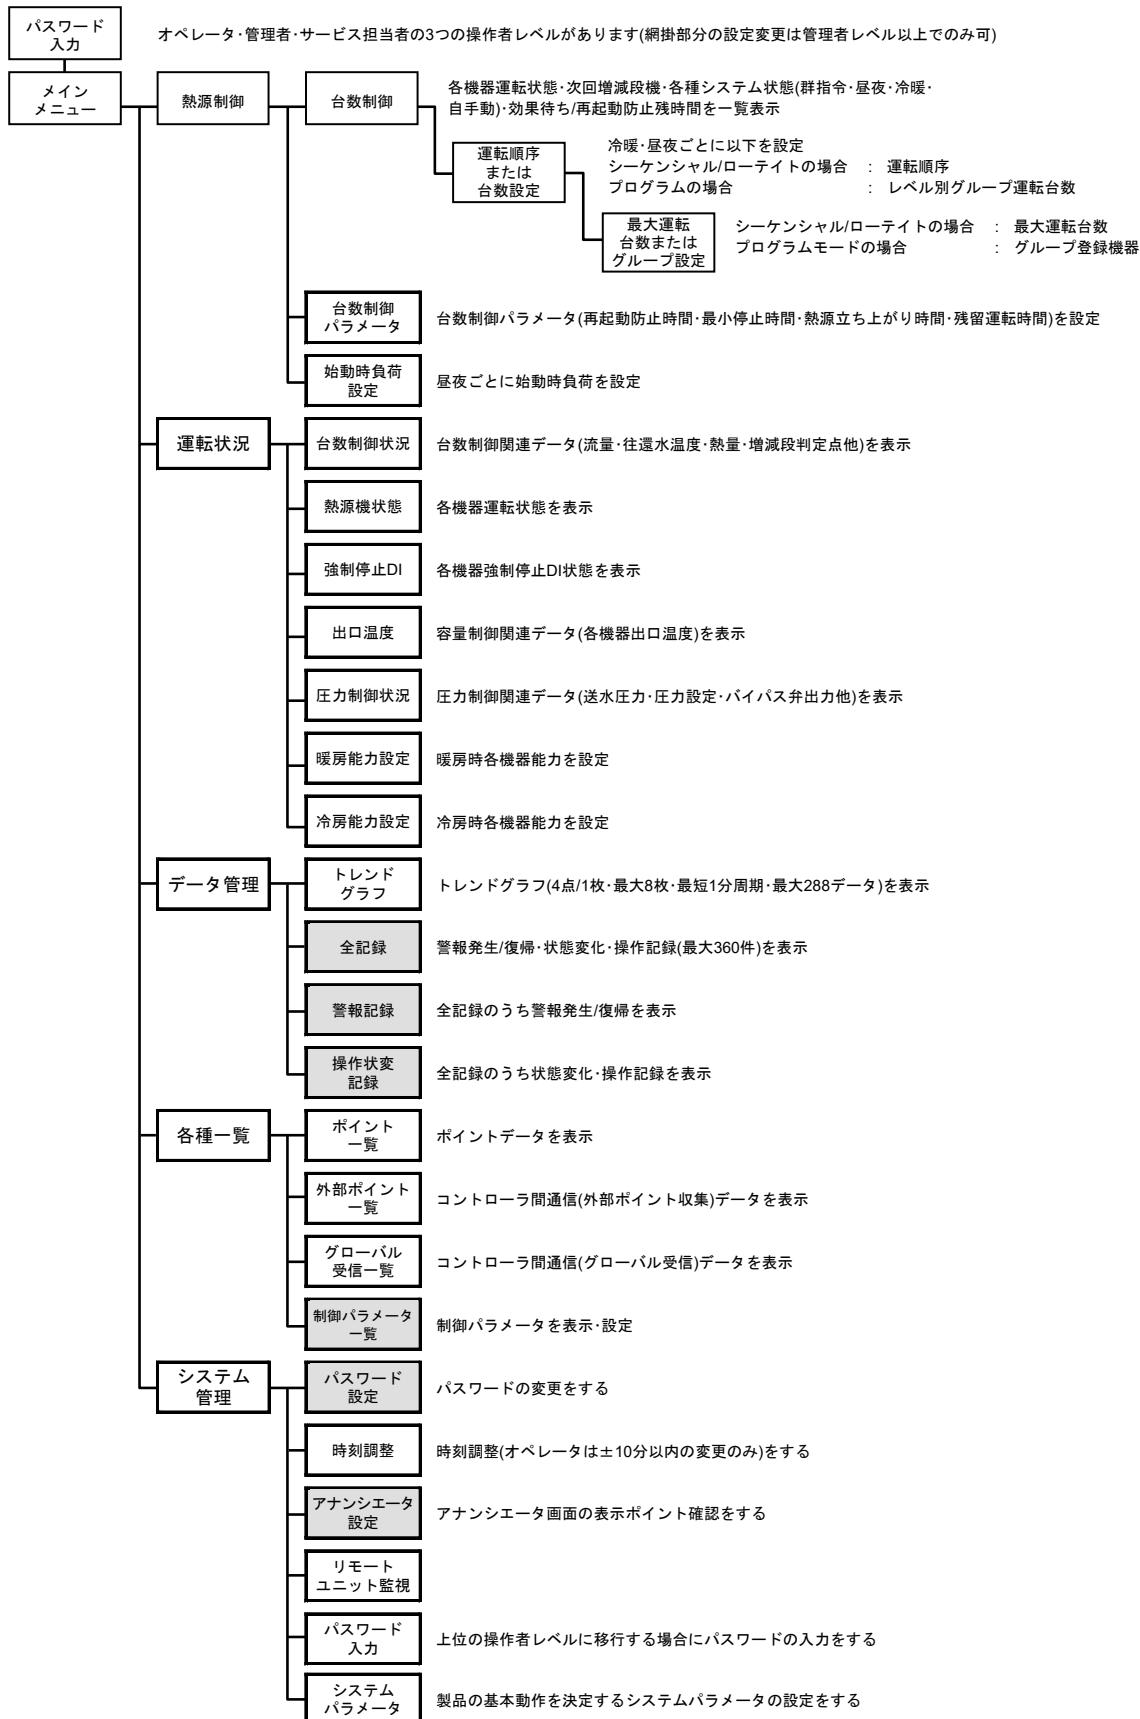 パスワード
入力
オペレータ･管理者･サービス担当者の3つの操作者レベルがあります(網掛部分の設定変更は管理者レベル以上でのみ可)
メイン
メニュー
熱源制御
台数制御
各機器運転状態･次回増減段機･各種システム状態(群指令･昼夜･冷暖･
自手動)･効果待ち/再起動防止残時間を一覧表示
運転順序
または
台数設定
冷暖･昼夜ごとに以下を設定
シーケンシャル/ローテイトの場合 : 運転順序
プログラムの場合 : レベル別グループ運転台数
最大運転
台数または
グループ設定
シーケンシャル/ローテイトの場合 : 最大運転台数
プログラムモードの場合 : グループ登録機器
台数制御
パラメータ
台数制御パラメータ(再起動防止時間･最小停止時間･熱源立ち上がり時間･残留運転時間)を設定
始動時負荷
設定
昼夜ごとに始動時負荷を設定
運転状況
台数制御状況
台数制御関連データ(流量･往還水温度･熱量･増減段判定点他)を表示
熱源機状態
各機器運転状態を表示
強制停止DI
各機器強制停止DI状態を表示
出口温度
容量制御関連データ(各機器出口温度)を表示
圧力制御状況
圧力制御関連データ(送水圧力･圧力設定･バイパス弁出力他)を表示
暖房能力設定
暖房時各機器能力を設定
冷房能力設定
冷房時各機器能力を設定
データ管理
トレンド
グラフ
トレンドグラフ(4点/1枚･最大8枚･最短1分周期･最大288データ)を表示
全記録
警報発生/復帰･状態変化･操作記録(最大360件)を表示
警報記録
全記録のうち警報発生/復帰を表示
操作状変
記録
全記録のうち状態変化･操作記録を表示
各種一覧
ポイント
一覧
ポイントデータを表示
外部ポイント
一覧
コントローラ間通信(外部ポイント収集)データを表示
グローバル
受信一覧
コントローラ間通信(グローバル受信)データを表示
制御パラメータ
一覧
制御パラメータを表示･設定
システム
管理
パスワード
設定
パスワードの変更をする
時刻調整
時刻調整(オペレータは±10分以内の変更のみ)をする
アナンシエータ
設定
アナンシエータ画面の表示ポイント確認をする
リモート
ユニット監視
パスワード
入力
上位の操作者レベルに移行する場合にパスワードの入力をする
システム
パラメータ
製品の基本動作を決定するシステムパラメータの設定をする